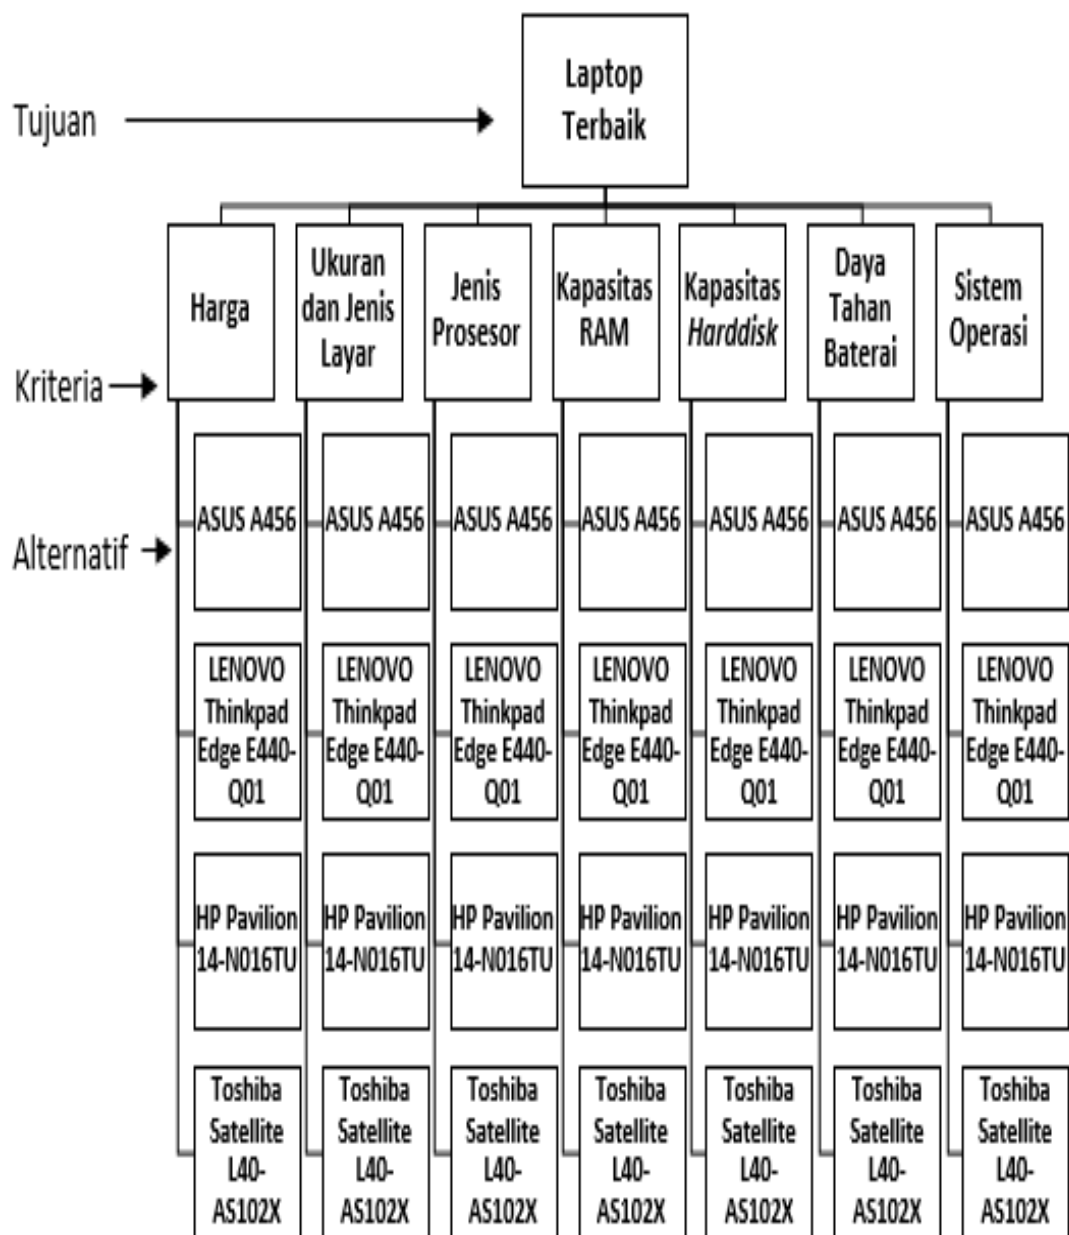 Laptop
Terbaik
Tujuan
Harga
Ukuran
dan Jenis
Layar
Jenis
Prosesor
Kapasitas
RAM
Kapasitas
Harddisk
Daya
Tahan
Baterai
Sistem
Operasi
Kriteria
Alternatif
ASUS A456
ASUS A456
ASUS A456
ASUS A456
ASUS A456
ASUS A456
ASUS A456
LENOVO
Thinkpad
Edge E440-
Q01
LENOVO
Thinkpad
Edge E440-
Q01
LENOVO
Thinkpad
Edge E440-
Q01
LENOVO
Thinkpad
Edge E440-
Q01
LENOVO
Thinkpad
Edge E440-
Q01
LENOVO
Thinkpad
Edge E440-
Q01
LENOVO
Thinkpad
Edge E440-
Q01
HP Pavilion
14-N016TU
HP Pavilion
14-N016TU
HP Pavilion
14-N016TU
HP Pavilion
14-N016TU
HP Pavilion
14-N016TU
HP Pavilion
14-N016TU
HP Pavilion
14-N016TU
Toshiba
Satellite
L40-
AS102X
Toshiba
Satellite
L40-
AS102X
Toshiba
Satellite
L40-
AS102X
Toshiba
Satellite
L40-
AS102X
Toshiba
Satellite
L40-
AS102X
Toshiba
Satellite
L40-
AS102X
Toshiba
Satellite
L40-
AS102X